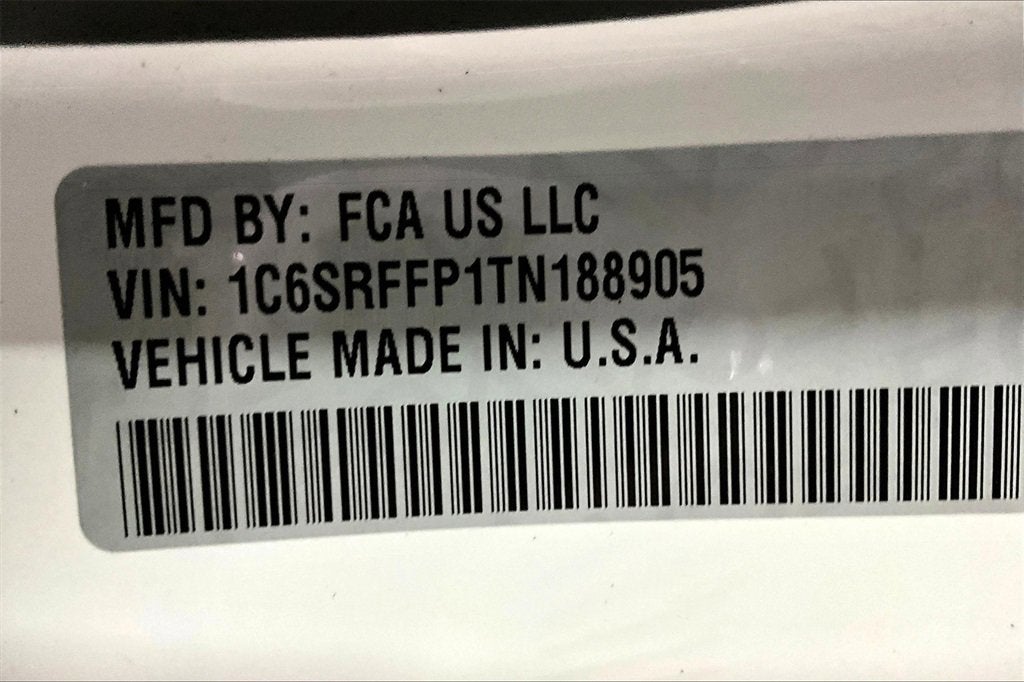 MFD BY: FCA US LLC
VIN: 1C6SRFFP1TN188905
VEHICLE MADE IN: U.S.A.